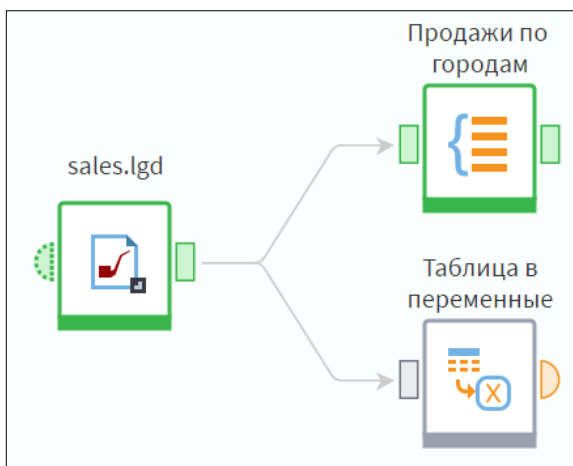 Продажи по
городам
sales.lgd
Таблица в
переменные
X